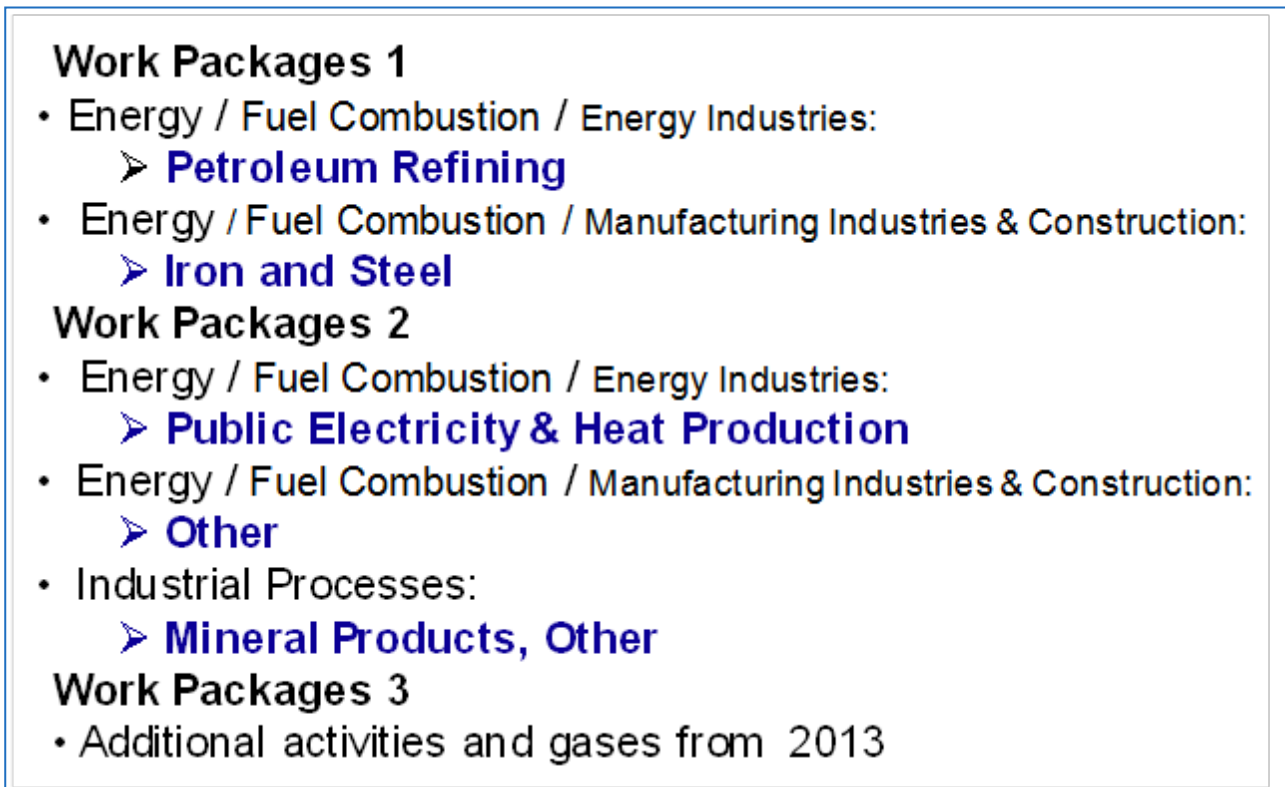 Work Packages 1
• Energy / Fuel Combustion / Energy Industries:
➢ Petroleum Refining
• Energy / Fuel Combustion / Manufacturing Industries & Construction:
➢ Iron and Steel
Work Packages 2
• Energy / Fuel Combustion / Energy Industries:
➢ Public Electricity & Heat Production
• Energy / Fuel Combustion / Manufacturing Industries & Construction:
➢ Other
• Industrial Processes:
➢ Mineral Products, Other
Work Packages 3
• Additional activities and gases from 2013